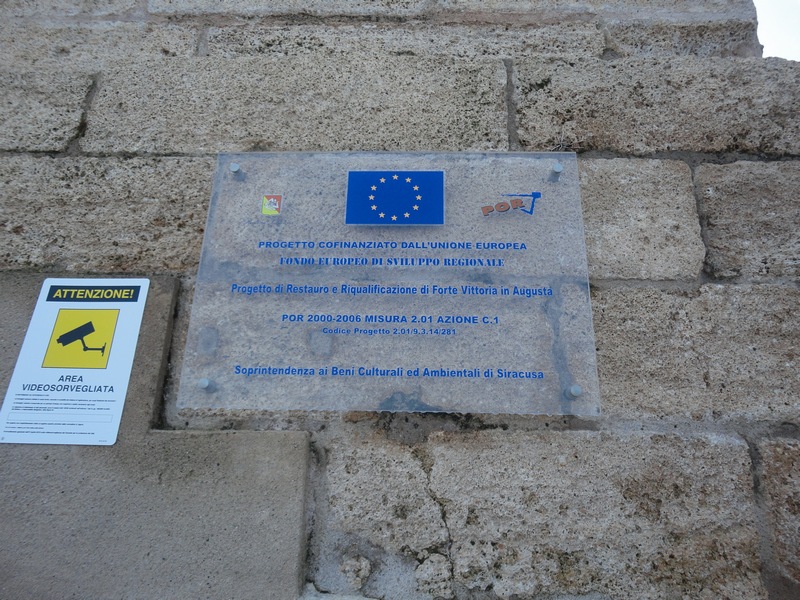 POR
PROGETTO COFINANZIATO DALL'UNIONE EUROPEA
FONDO EUROPEO DI SVILUPPO REGIONALE
Progetto di Restauro e Riqualificazione di Forte Vittoria in Augusta
POR 2000-2006 MISURA 2.01 AZIONE C.1
Codice Progetto 2.01/9.3.14/281
Soprintendenza ai Beni Culturali ed Ambientali di Siracusa
ATTENZIONE!
AREA
VIDEOSORVEGLIATA